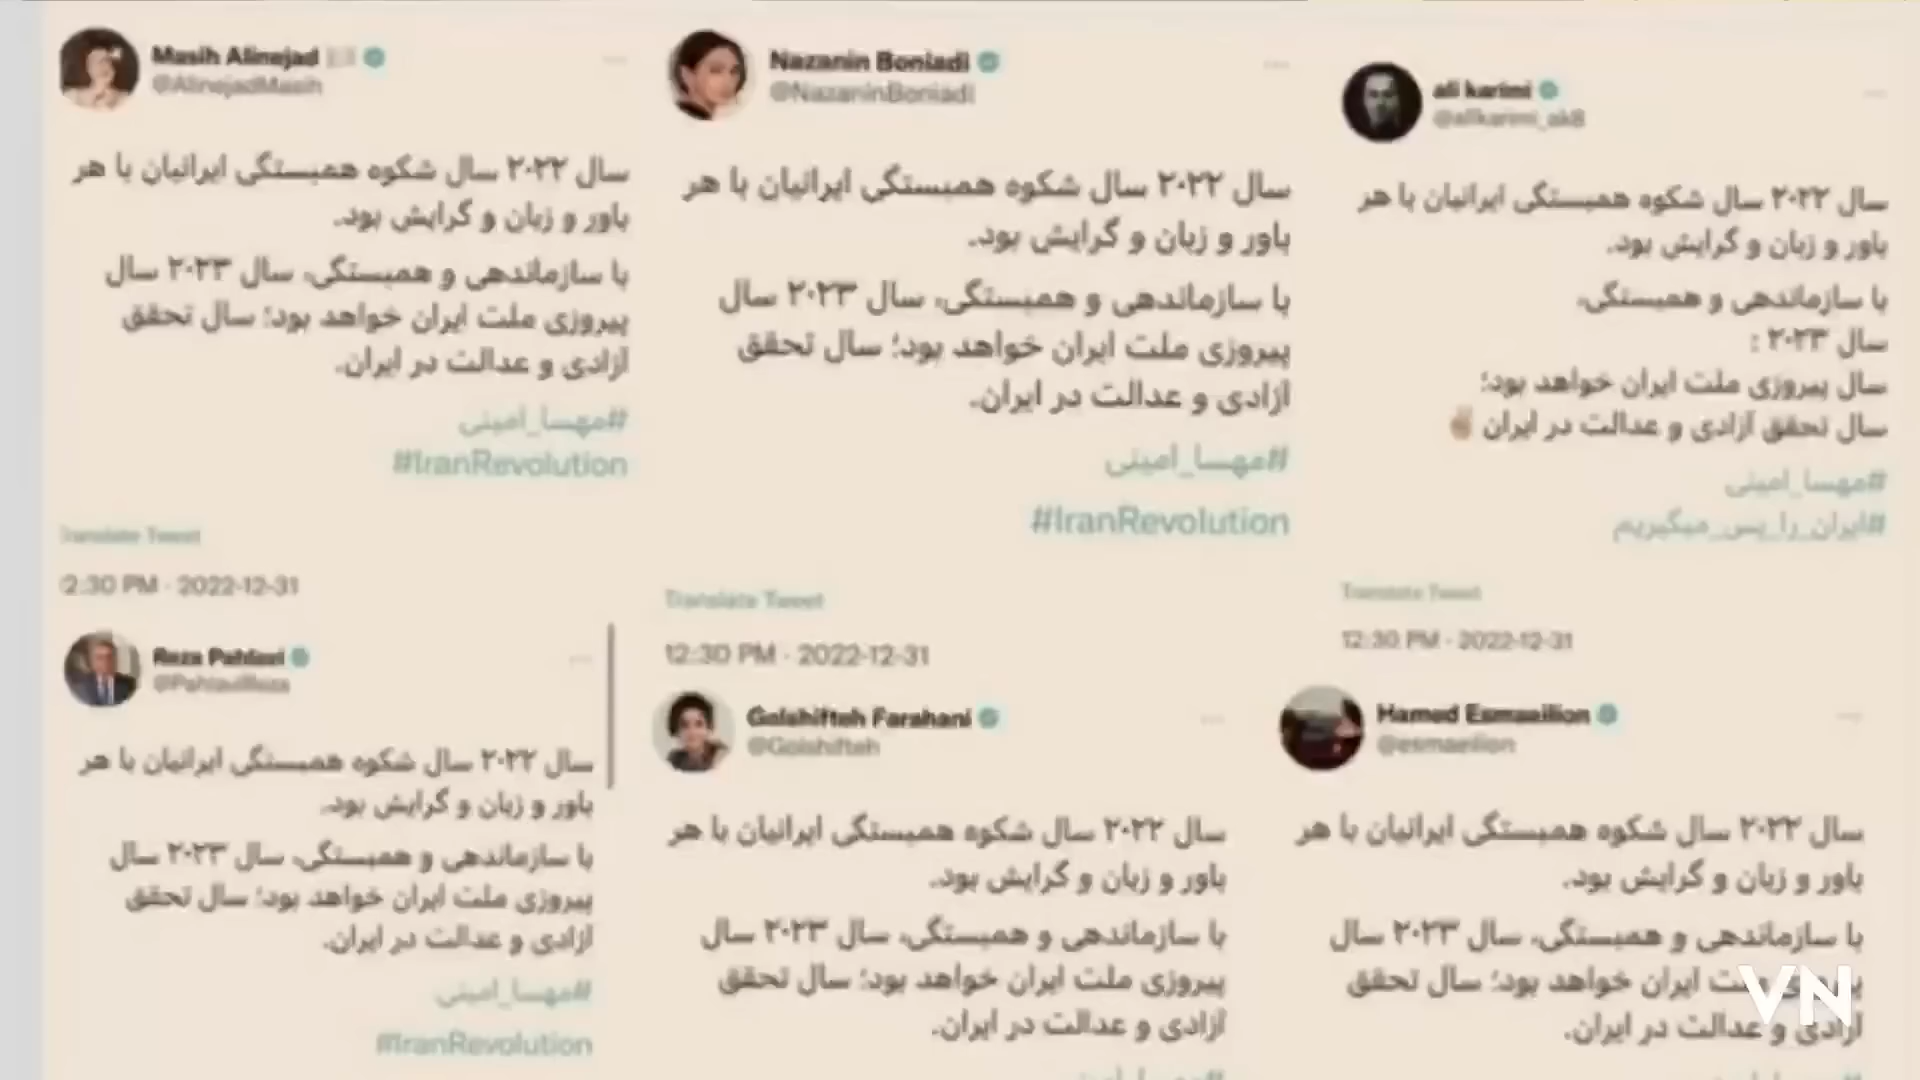 Masih Alinejad
@AlinejadMasih
سال ۲۰۲۲ سال شکوه همبستگی ایرانیان با هر
باور و زبان و گرایش بود.
با سازماندهی و همبستگی، سال ۲۰۲۳ سال
پیروزی ملت ایران خواهد بود؛ سال تحقق
آزادی و عدالت در ایران.
#مهسا_امینی
#IranRevolution
Translate Tweet
2:30 PM · 2022-12-31
Nazanin Boniadi
@NazaninBoniadi
سال ۲۰۲۲ سال شکوه همبستگی ایرانیان با هر
باور و زبان و گرایش بود.
با سازماندهی و همبستگی، سال ۲۰۲۳ سال
پیروزی ملت ایران خواهد بود؛ سال تحقق
آزادی و عدالت در ایران.
#مهسا_امینی
#IranRevolution
Translate Tweet
12:30 PM · 2022-12-31
ali karimi
@alikarimi_ak8
سال ۲۰۲۲ سال شکوه همبستگی ایرانیان با هر
باور و زبان و گرایش بود.
با سازماندهی و همبستگی،
سال ۲۰۲۳ :
سال پیروزی ملت ایران خواهد بود؛
سال تحقق آزادی و عدالت در ایران✌🏽
#مهسا_امینی
#ایران_را_پس_میگیریم
Translate Tweet
12:30 PM · 2022-12-31
Reza Pahlavi
@PahlaviReza
سال ۲۰۲۲ سال شکوه همبستگی ایرانیان با هر
باور و زبان و گرایش بود.
با سازماندهی و همبستگی، سال ۲۰۲۳ سال
پیروزی ملت ایران خواهد بود؛ سال تحقق
آزادی و عدالت در ایران.
#مهسا_امینی
#IranRevolution
Golshifteh Farahani
@Golshifteh
سال ۲۰۲۲ سال شکوه همبستگی ایرانیان با هر
باور و زبان و گرایش بود.
با سازماندهی و همبستگی، سال ۲۰۲۳ سال
پیروزی ملت ایران خواهد بود؛ سال تحقق
آزادی و عدالت در ایران.
Hamed Esmaeilion
@esmaeilion
سال ۲۰۲۲ سال شکوه همبستگی ایرانیان با هر
باور و زبان و گرایش بود.
با سازماندهی و همبستگی، سال ۲۰۲۳ سال
پیروزی ملت ایران خواهد بود؛ سال تحقق
آزادی و عدالت در ایران.
VN